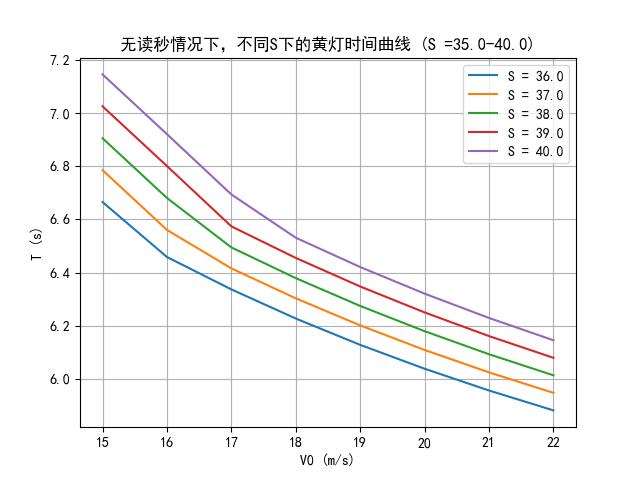 无读秒情况下，不同S下的黄灯时间曲线 (S =35.0-40.0)
7.2
7.0
6.8
6.6
6.4
6.2
6.0
T (s)
S = 36.0
S = 37.0
S = 38.0
S = 39.0
S = 40.0
15 16 17 18 19 20 21 22
V0 (m/s)